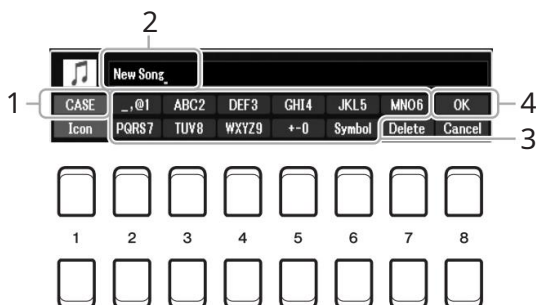 2
New Song_
1
CASE _,@1 ABC2 DEF3 GHI4 JKL5 MNO6 OK
4
Icon PQRS7 TUV8 WXYZ9 +-0 Symbol Delete Cancel
3
1 2 3 4 5 6 7 8